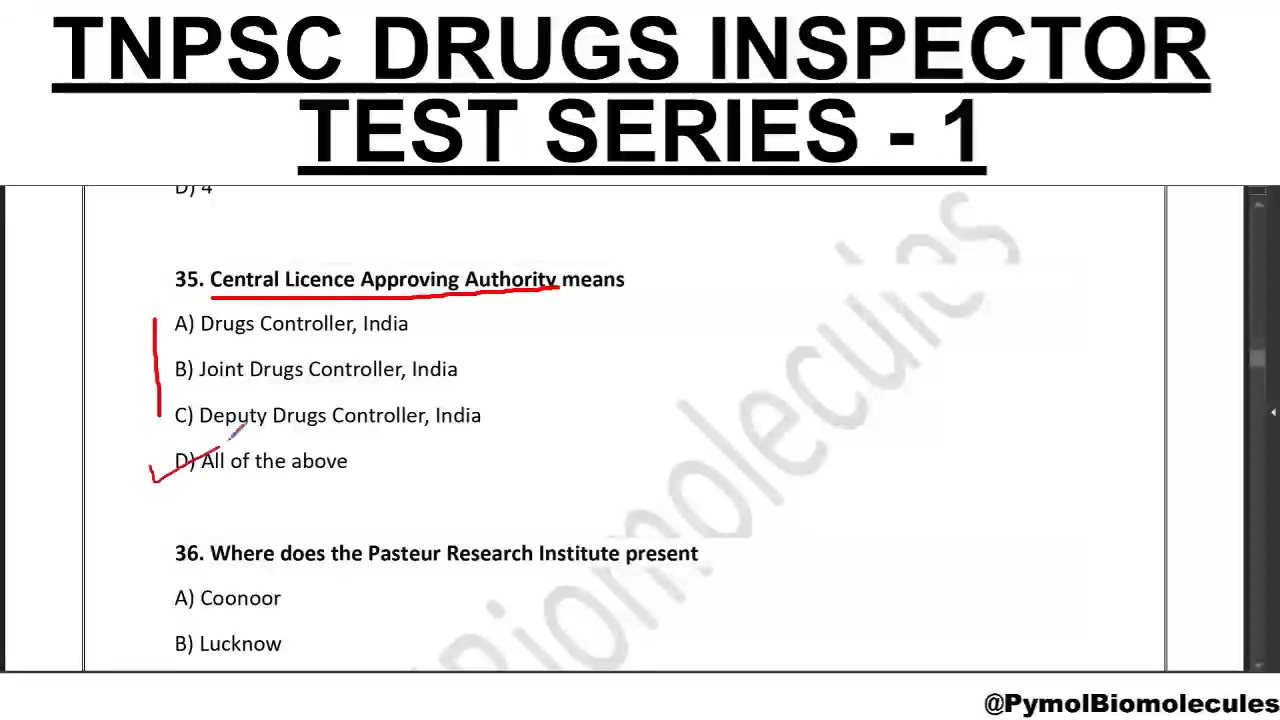 TNPSC DRUGS INSPECTOR
TEST SERIES - 1
D) 4
35. Central Licence Approving Authority means
A) Drugs Controller, India
B) Joint Drugs Controller, India
C) Deputy Drugs Controller, India
D) All of the above
36. Where does the Pasteur Research Institute present
A) Coonoor
B) Lucknow
@PymolBiomolecules